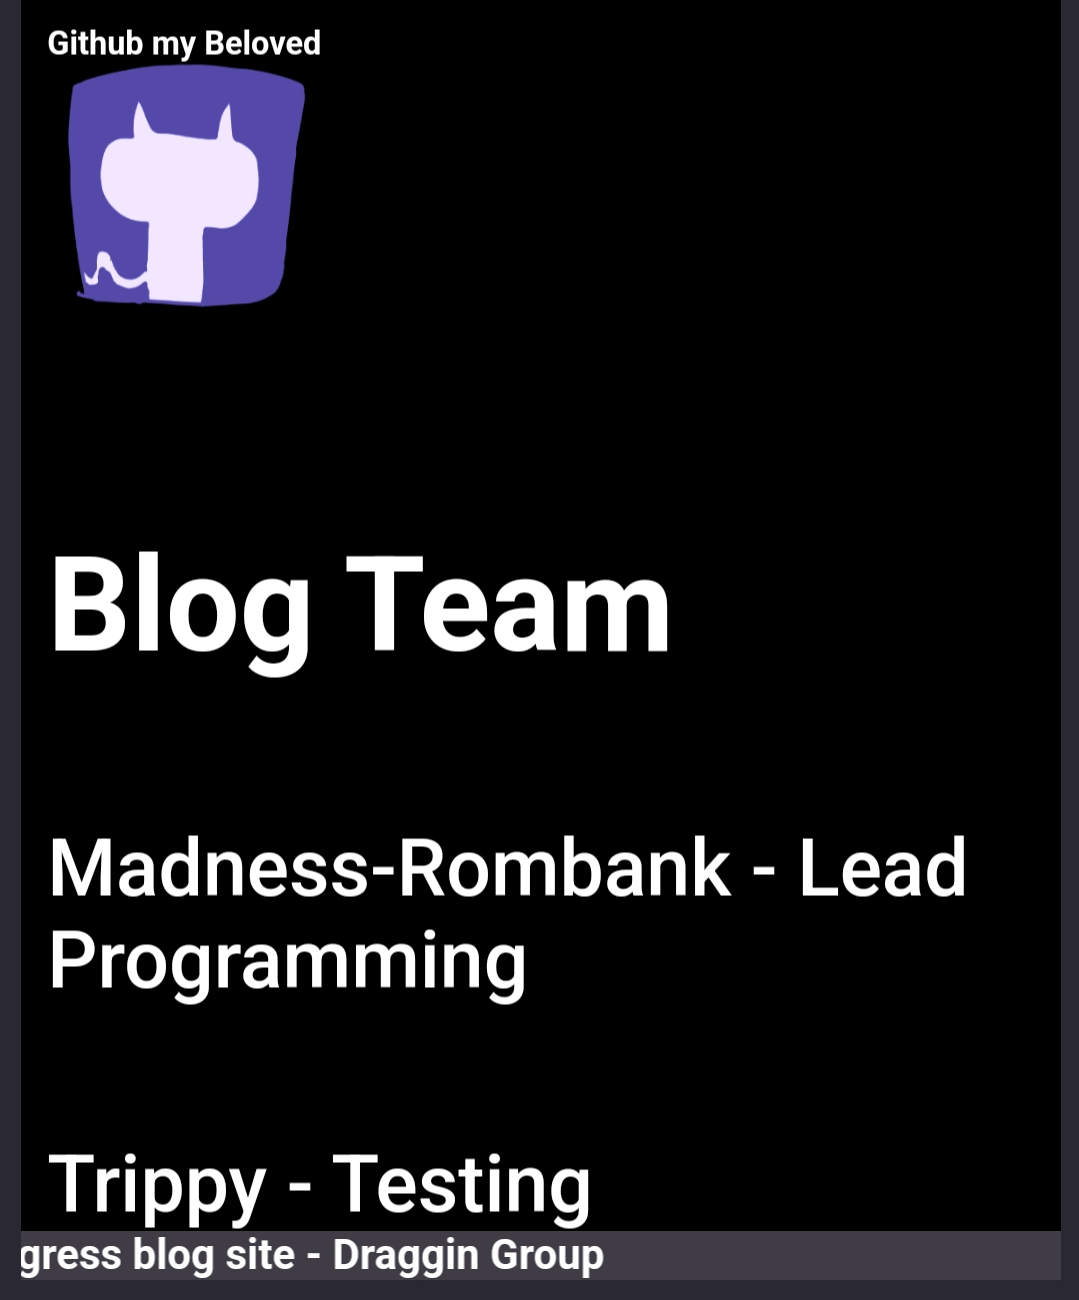 Github my Beloved
Blog Team
Madness-Rombank - Lead
Programming
Trippy - Testing
gress blog site - Draggin Group